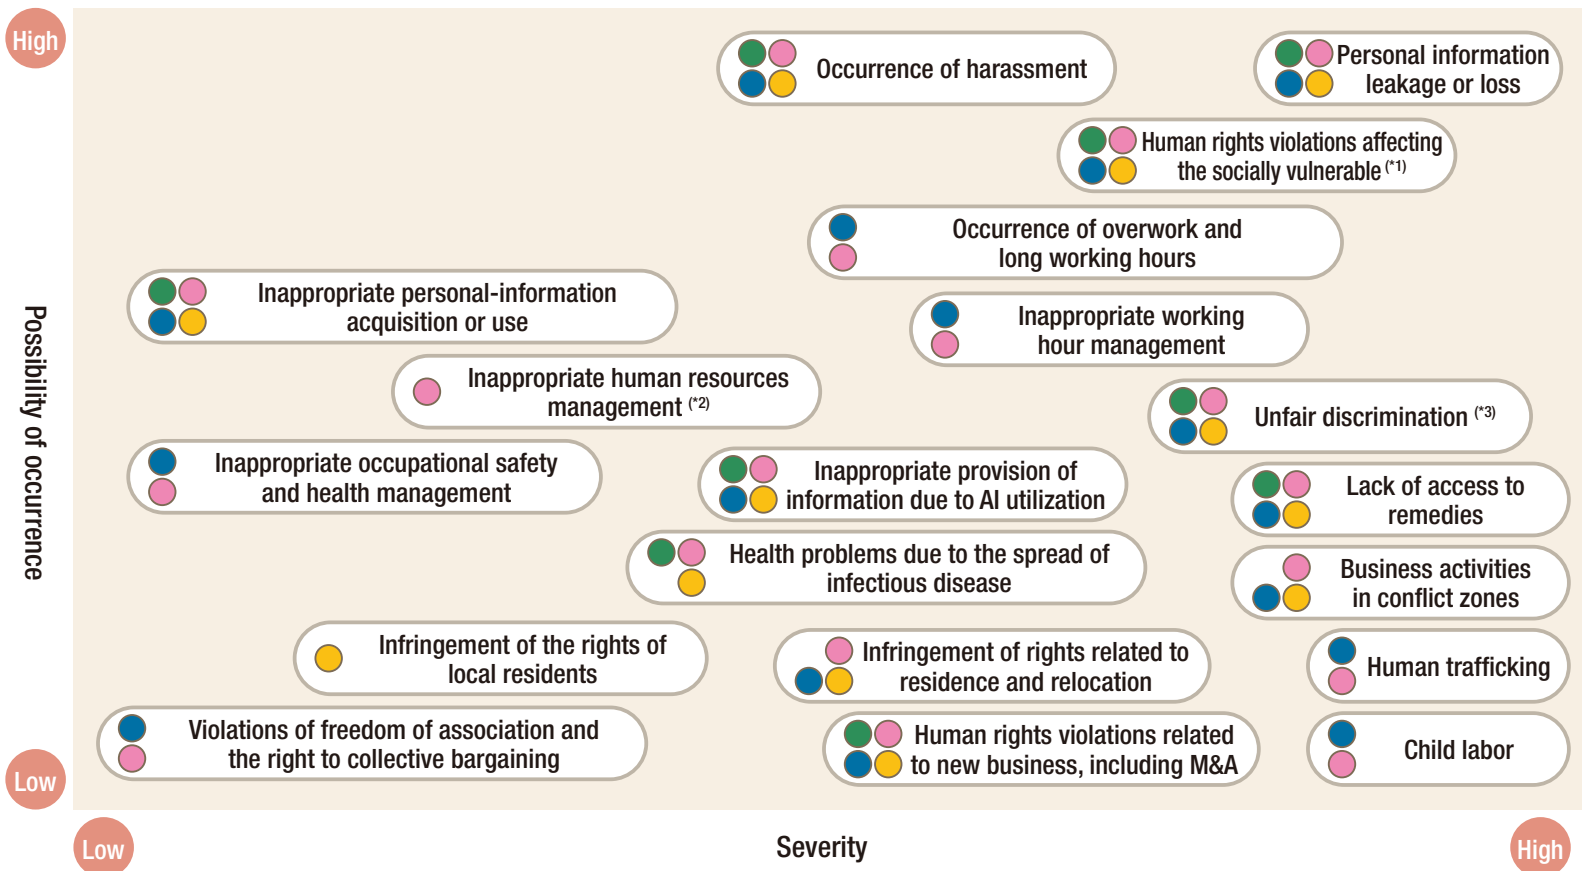 High
Occurrence of harassment
Personal information
leakage or loss
Human rights violations affecting
the socially vulnerable (*1)
Occurrence of overwork and
long working hours
Inappropriate personal-information
acquisition or use
Inappropriate working
hour management
Inappropriate human resources
management (*2)
Unfair discrimination (*3)
Inappropriate occupational safety
and health management
Inappropriate provision of
information due to AI utilization
Lack of access to
remedies
Health problems due to the spread of
infectious disease
Business activities
in conflict zones
Infringement of the rights of
local residents
Infringement of rights related to
residence and relocation
Human trafficking
Violations of freedom of association and
the right to collective bargaining
Human rights violations related
to new business, including M&A
Child labor
Possibility of occurrence
Low
Low
Severity
High